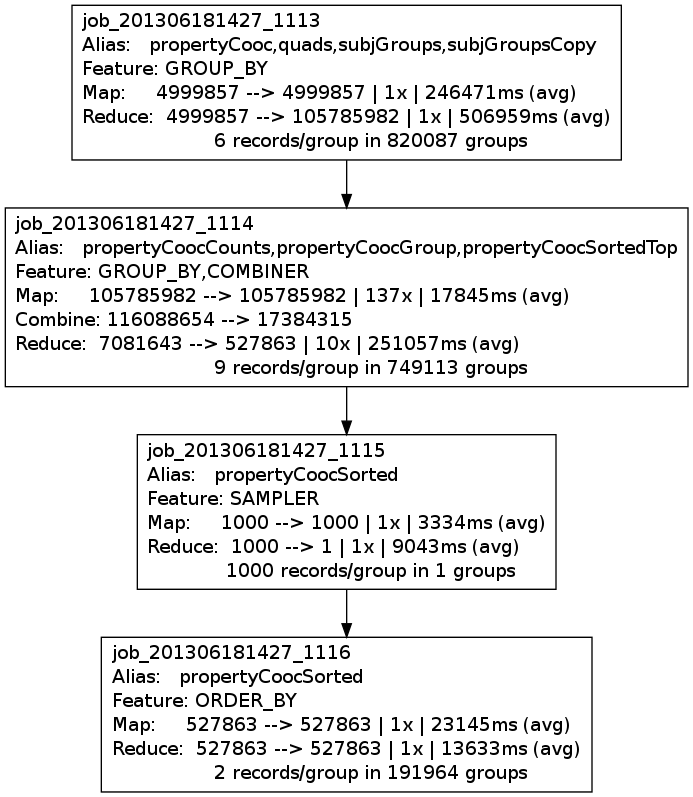 job_201306181427_1113
Alias: propertyCooc,quads,subjGroups,subjGroupsCopy
Feature: GROUP_BY
Map: 4999857 --> 4999857 | 1x | 246471ms (avg)
Reduce: 4999857 --> 105785982 | 1x | 506959ms (avg)
6 records/group in 820087 groups
job_201306181427_1114
Alias: propertyCoocCounts,propertyCoocGroup,propertyCoocSortedTop
Feature: GROUP_BY,COMBINER
Map: 105785982 --> 105785982 | 137x | 17845ms (avg)
Combine: 116088654 --> 17384315
Reduce: 7081643 --> 527863 | 10x | 251057ms (avg)
9 records/group in 749113 groups
job_201306181427_1115
Alias: propertyCoocSorted
Feature: SAMPLER
Map: 1000 --> 1000 | 1x | 3334ms (avg)
Reduce: 1000 --> 1 | 1x | 9043ms (avg)
1000 records/group in 1 groups
job_201306181427_1116
Alias: propertyCoocSorted
Feature: ORDER_BY
Map: 527863 --> 527863 | 1x | 23145ms (avg)
Reduce: 527863 --> 527863 | 1x | 13633ms (avg)
2 records/group in 191964 groups